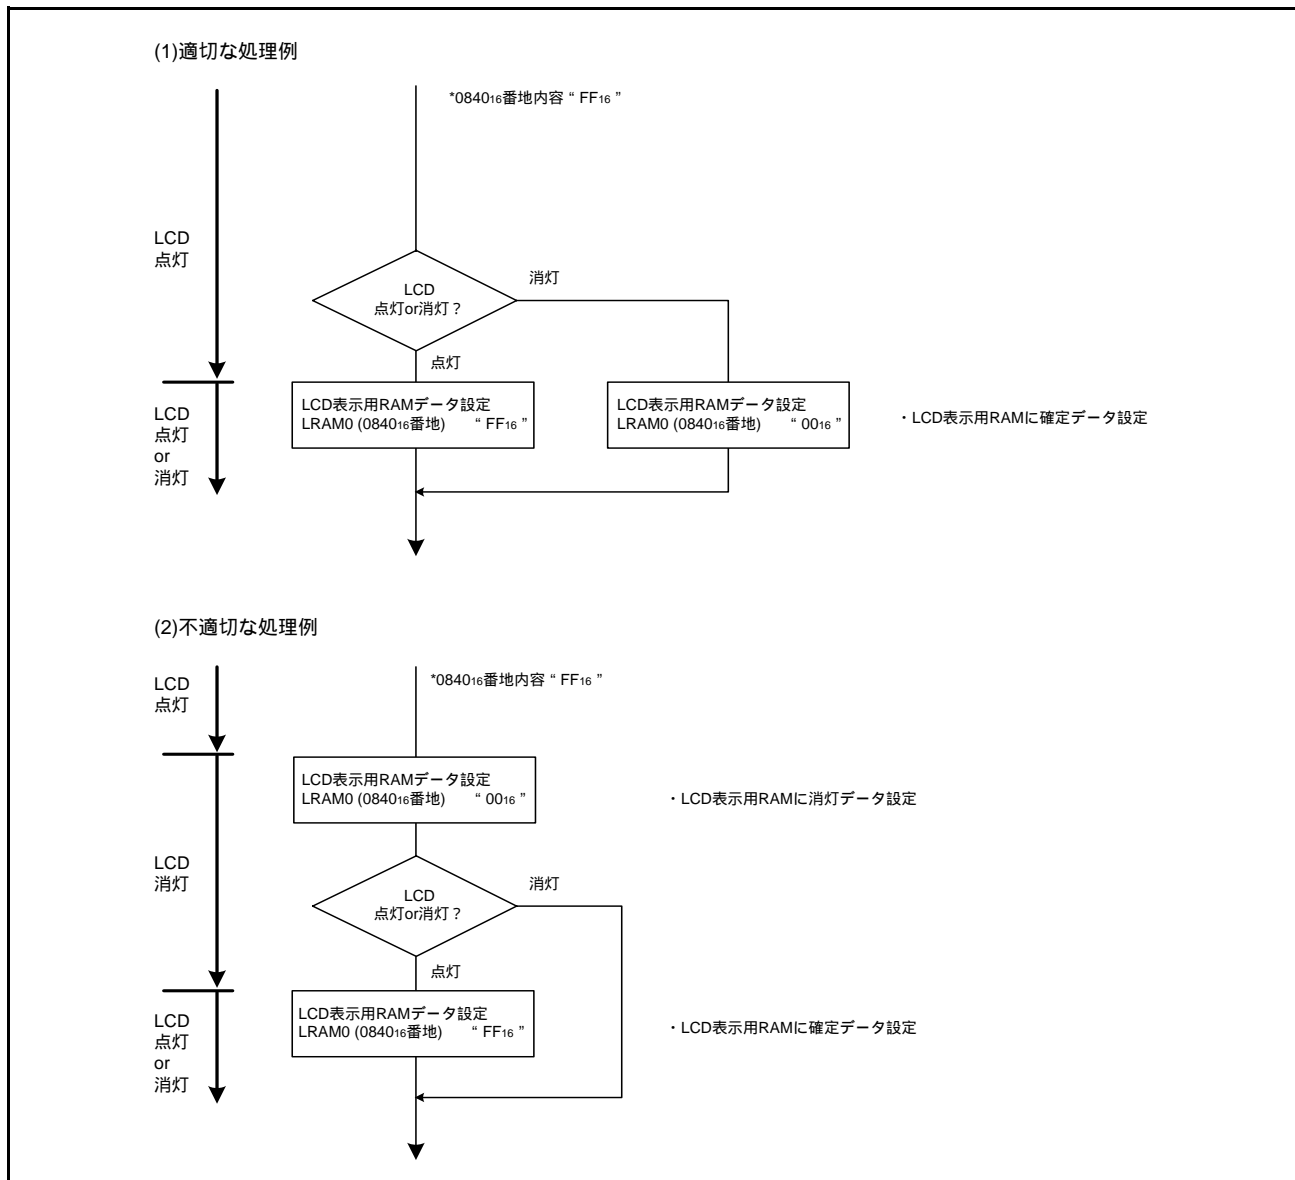 (1)適切な処理例
*084016番地内容 “ FF16 ”
LCD
点灯
LCD
点灯or消灯？
消灯
点灯
LCD
点灯
or
消灯
LCD表示用RAMデータ設定
LRAM0 (084016番地) “ FF16 ”
LCD表示用RAMデータ設定
LRAM0 (084016番地) “ 0016 ”
・LCD表示用RAMに確定データ設定
(2)不適切な処理例
LCD
点灯
*084016番地内容 “ FF16 ”
LCD表示用RAMデータ設定
LRAM0 (084016番地) “ 0016 ”
・LCD表示用RAMに消灯データ設定
LCD
消灯
LCD
点灯or消灯？
消灯
点灯
LCD
点灯
or
消灯
LCD表示用RAMデータ設定
LRAM0 (084016番地) “ FF16 ”
・LCD表示用RAMに確定データ設定